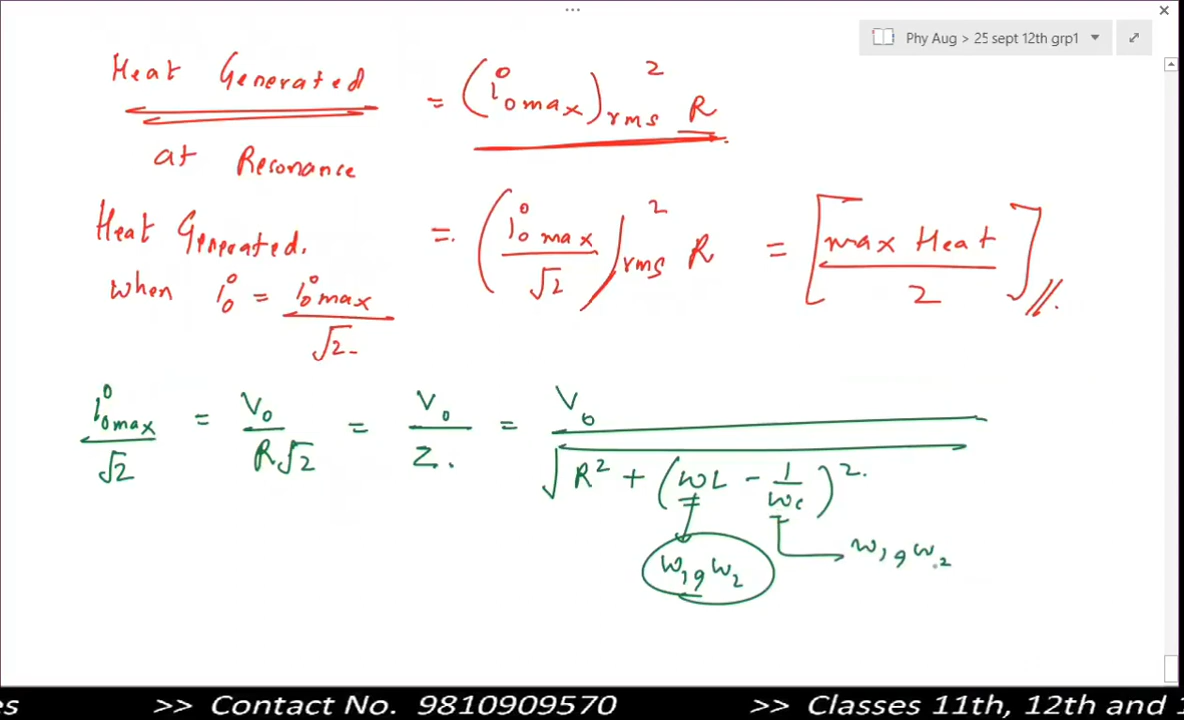 Phy Aug > 25 sept 12th grp1
Heat Generated = (i₀max)²rms R
at Resonance
Heat Generated. = (i₀max/√2)²rms R = [max Heat/2]
when i₀ = i₀max/√2
i₀max/√2 = V₀/R√2 = V₀/Z. = V₀/√R² + (ωL - 1/ωc)².
ω₁, ω₂
ω₁, ω₂
es >> Contact No. 9810909570 >> Classes 11th, 12th and 1